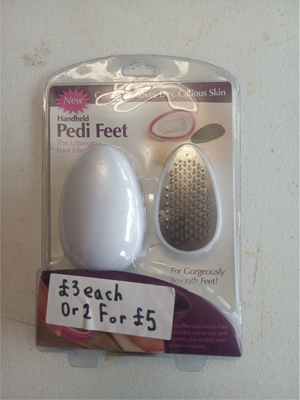 New
Dry, Callous Skin
Handheld
Pedi Feet
The Ultimate
Foot File
For Gorgeously
Smooth Feet!
£3 each
Or 2 For £5